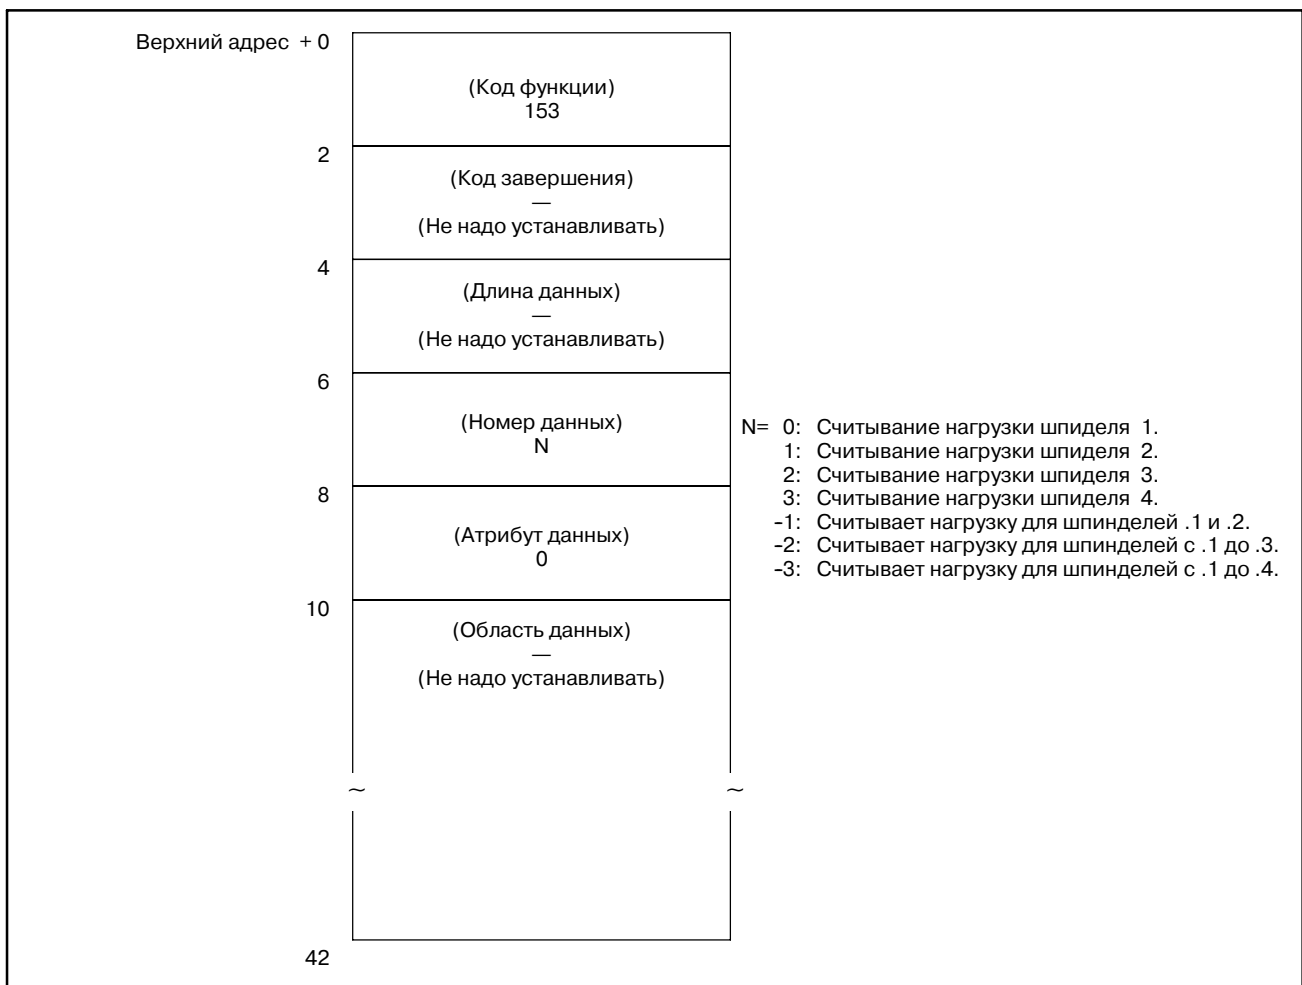 Верхний адрес + 0
(Код функции)
153
2
(Код завершения)
—
(Не надо устанавливать)
4
(Длина данных)
—
(Не надо устанавливать)
6
(Номер данных)
N
N= 0: Считывание нагрузки шпиделя 1.
1: Считывание нагрузки шпиделя 2.
2: Считывание нагрузки шпиделя 3.
3: Считывание нагрузки шпиделя 4.
-1: Считывает нагрузку для шпинделей .1 и .2.
-2: Считывает нагрузку для шпинделей с .1 до .3.
-3: Считывает нагрузку для шпинделей с .1 до .4.
8
(Атрибут данных)
0
10
(Область данных)
—
(Не надо устанавливать)
~ ~
42